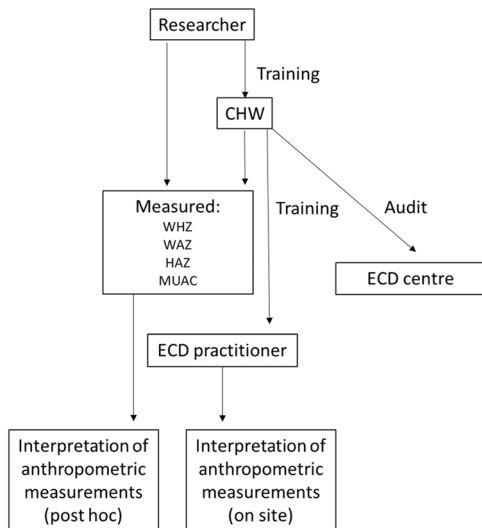 Researcher
Training
CHW
Measured:
WHZ
WAZ
HAZ
MUAC
Training
Audit
ECD centre
ECD practitioner
Interpretation of
anthropometric
measurements
(post hoc)
Interpretation of
anthropometric
measurements
(on site)